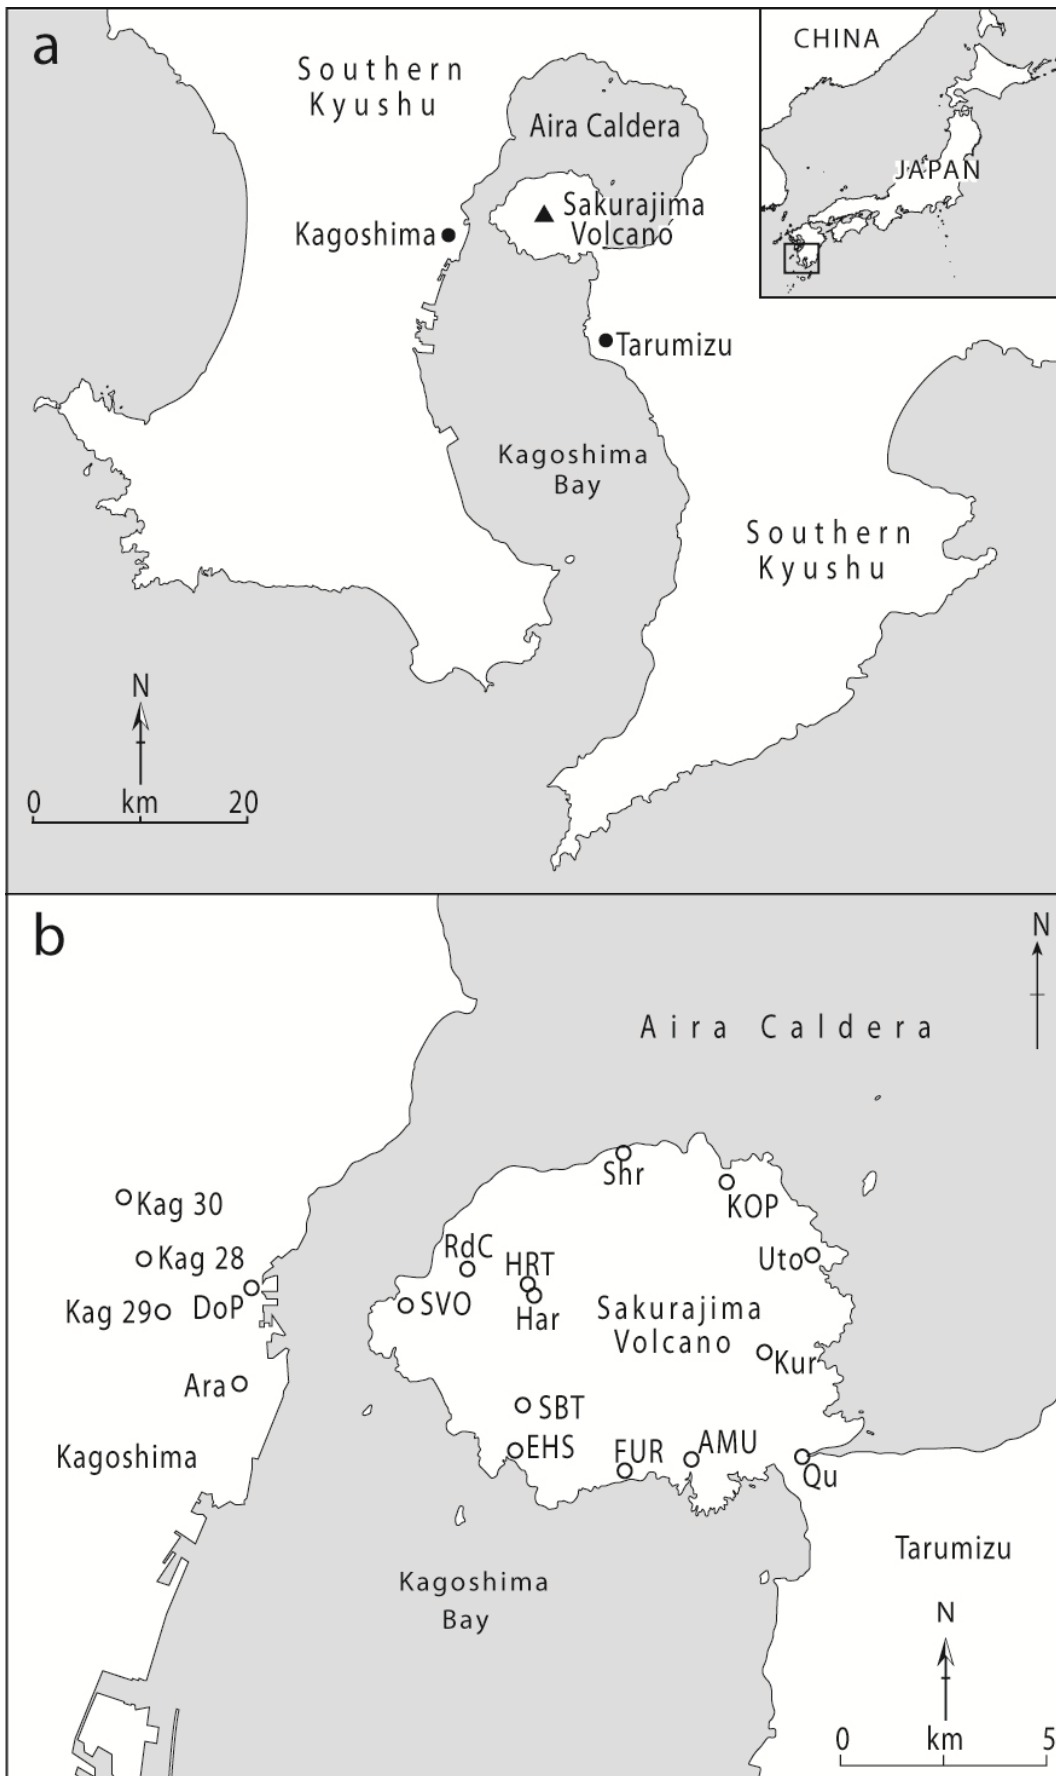 a
Southern
Kyushu
Aira Caldera
CHINA
JAPAN
Sakurajima
Volcano
Kagoshima
Tarumizu
Kagoshima
Bay
Southern
Kyushu
N
0 km 20
b
N
Aira Caldera
Shr
KOP
Kag 30
Kag 28
RdC
HRT
Uto
Kag 29
DoP
SVO
Har
Sakurajima
Volcano
Kur
Ara
SBT
Kagoshima
EHS
FUR
AMU
Qu
Tarumizu
Kagoshima
Bay
N
0 km 5